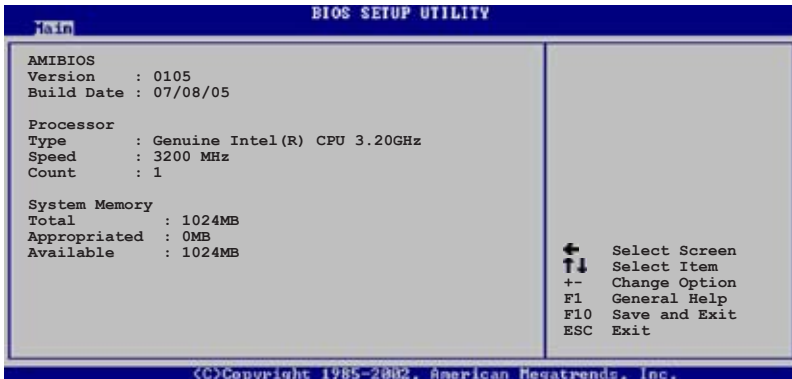 BIOS SETUP UTILITY
Main
AMIBIOS
Version : 0105
Build Date : 07/08/05
Processor
Type : Genuine Intel(R) CPU 3.20GHz
Speed : 3200 MHz
Count : 1
System Memory
Total : 1024MB
Appropriated : 0MB
Available : 1024MB
← Select Screen
↑↓ Select Item
+- Change Option
F1 General Help
F10 Save and Exit
ESC Exit
(C)Copyright 1985-2002, American Megatrends, Inc.